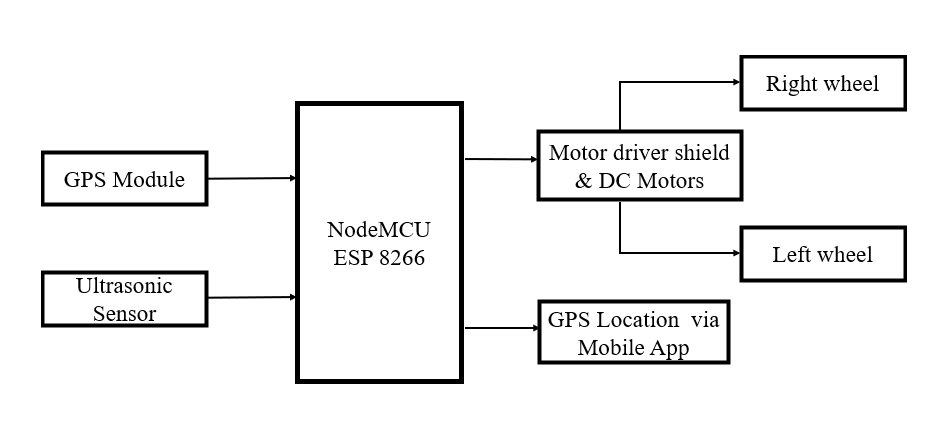 Right wheel
Motor driver shield
& DC Motors
GPS Module
NodeMCU
ESP 8266
Left wheel
Ultrasonic
Sensor
GPS Location via
Mobile App